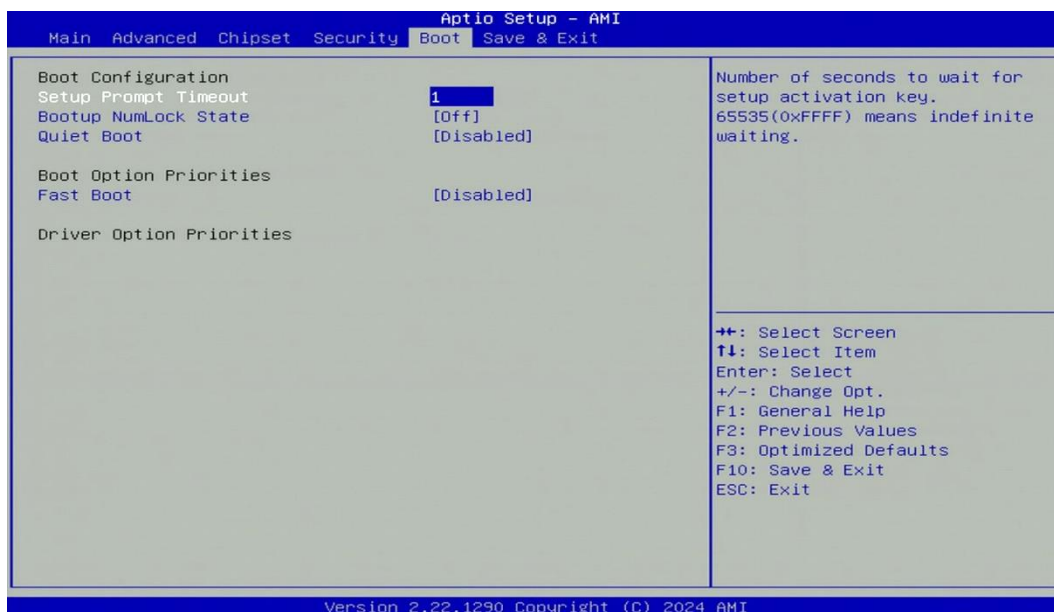 Aptio Setup - AMI
Main Advanced Chipset Security Boot Save & Exit
Boot Configuration
Setup Prompt Timeout 1
Bootup NumLock State [Off]
Quiet Boot [Disabled]
Boot Option Priorities
Fast Boot [Disabled]
Driver Option Priorities
Number of seconds to wait for
setup activation key.
65535(0xFFFF) means indefinite
waiting.
→←: Select Screen
↑↓: Select Item
Enter: Select
+/-: Change Opt.
F1: General Help
F2: Previous Values
F3: Optimized Defaults
F10: Save & Exit
ESC: Exit
Version 2.22.1290 Copyright (C) 2024 AMI